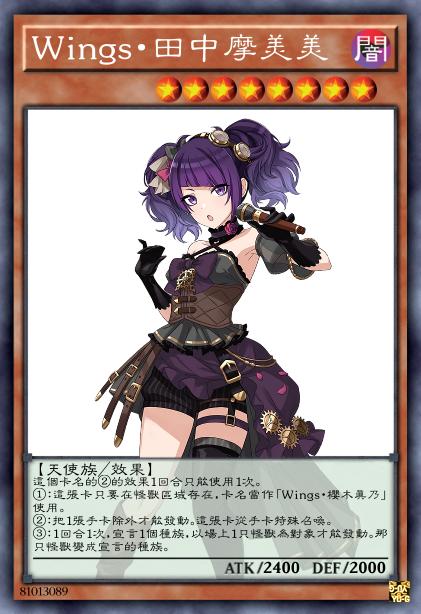 Wings・田中摩美美
闇
【天使族／效果】
這個卡名的②的效果1回合只能使用1次。
①：這張卡只要在怪獸區域存在，卡名當作「Wings・櫻木真乃」
使用。
②：把1張手卡除外才能發動。這張卡從手卡特殊召喚。
③：1回合1次，宣言1個種族，以場上1只怪獸為對象才能發動。那
只怪獸變成宣言的種族。
ATK/2400 DEF/2000
81013089